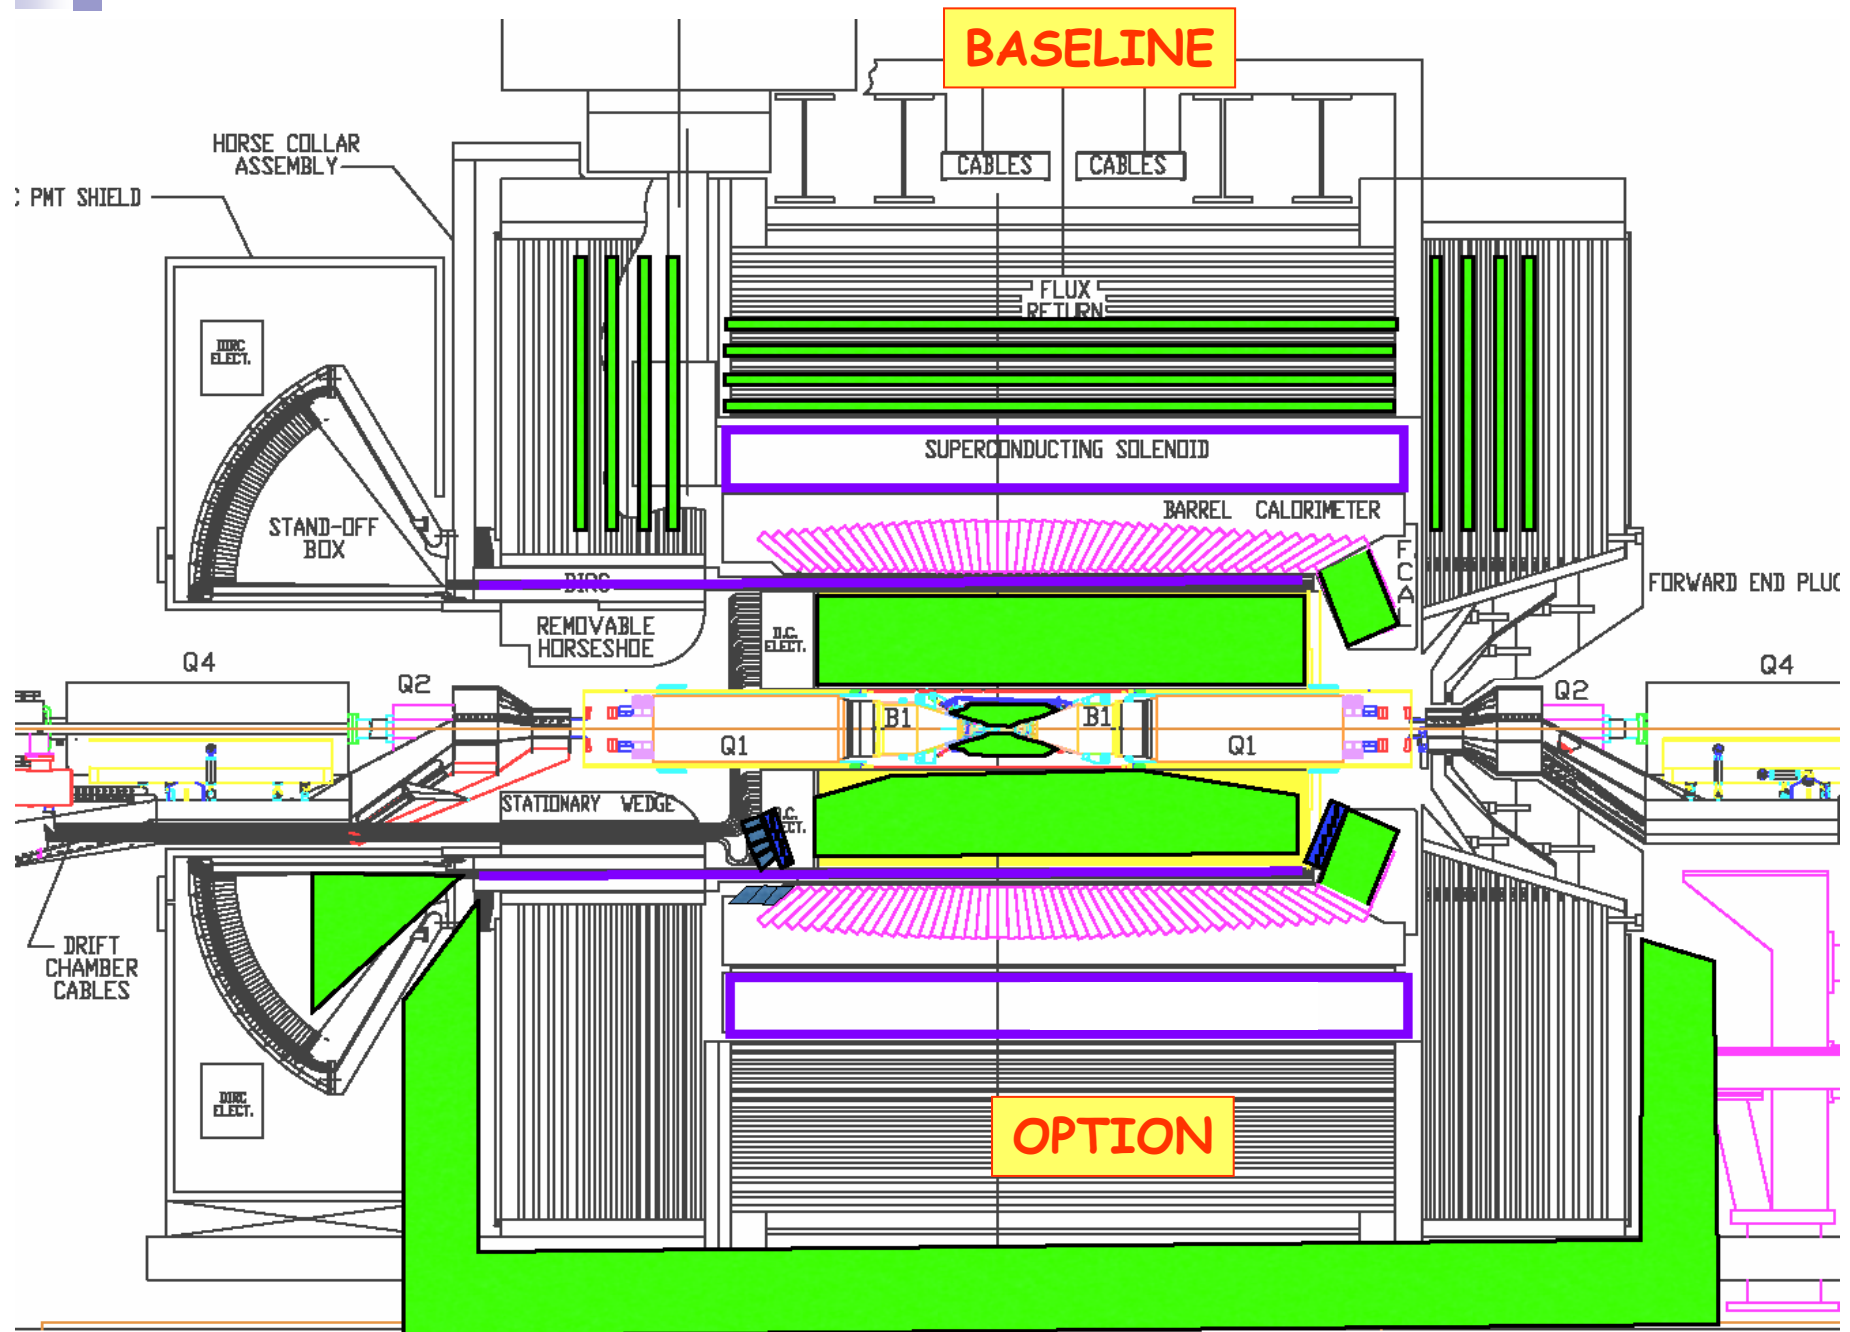 BASELINE
HORSE COLLAR
ASSEMBLY
CABLES
CABLES
C PMT SHIELD
FLUX
RETURN
DIRC
ELECT.
SUPERCONDUCTING SOLENOID
BARREL CALORIMETER
STAND-OFF
BOX
F
C
A
L
DIRC
FORWARD END PLUG
REMOVABLE
HORSESHOE
D.C.
ELECT.
Q4
Q2
Q4
Q2
B1
B1
Q1
Q1
STATIONARY WEDGE
DRIFT
CHAMBER
CABLES
DIRC
ELECT.
OPTION